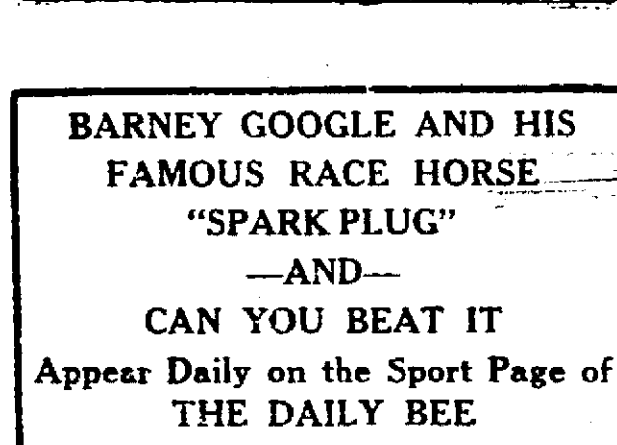 BARNEY GOOGLE AND HIS
FAMOUS RACE HORSE
“SPARK PLUG”
—AND—
CAN YOU BEAT IT
Appear Daily on the Sport Page of
THE DAILY BEE